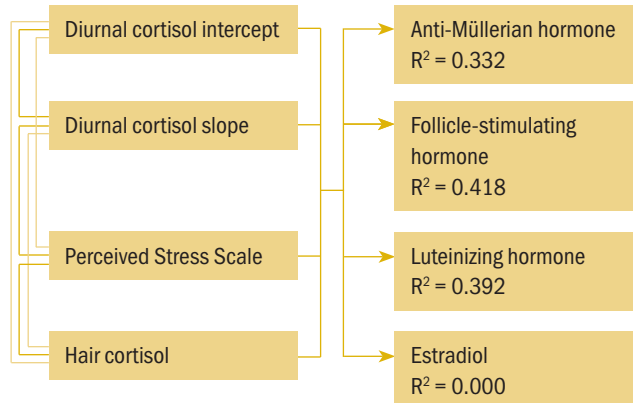 Diurnal cortisol intercept
Diurnal cortisol slope
Perceived Stress Scale
Hair cortisol
Anti-Müllerian hormone
R² = 0.332
Follicle-stimulating
hormone
R² = 0.418
Luteinizing hormone
R² = 0.392
Estradiol
R² = 0.000